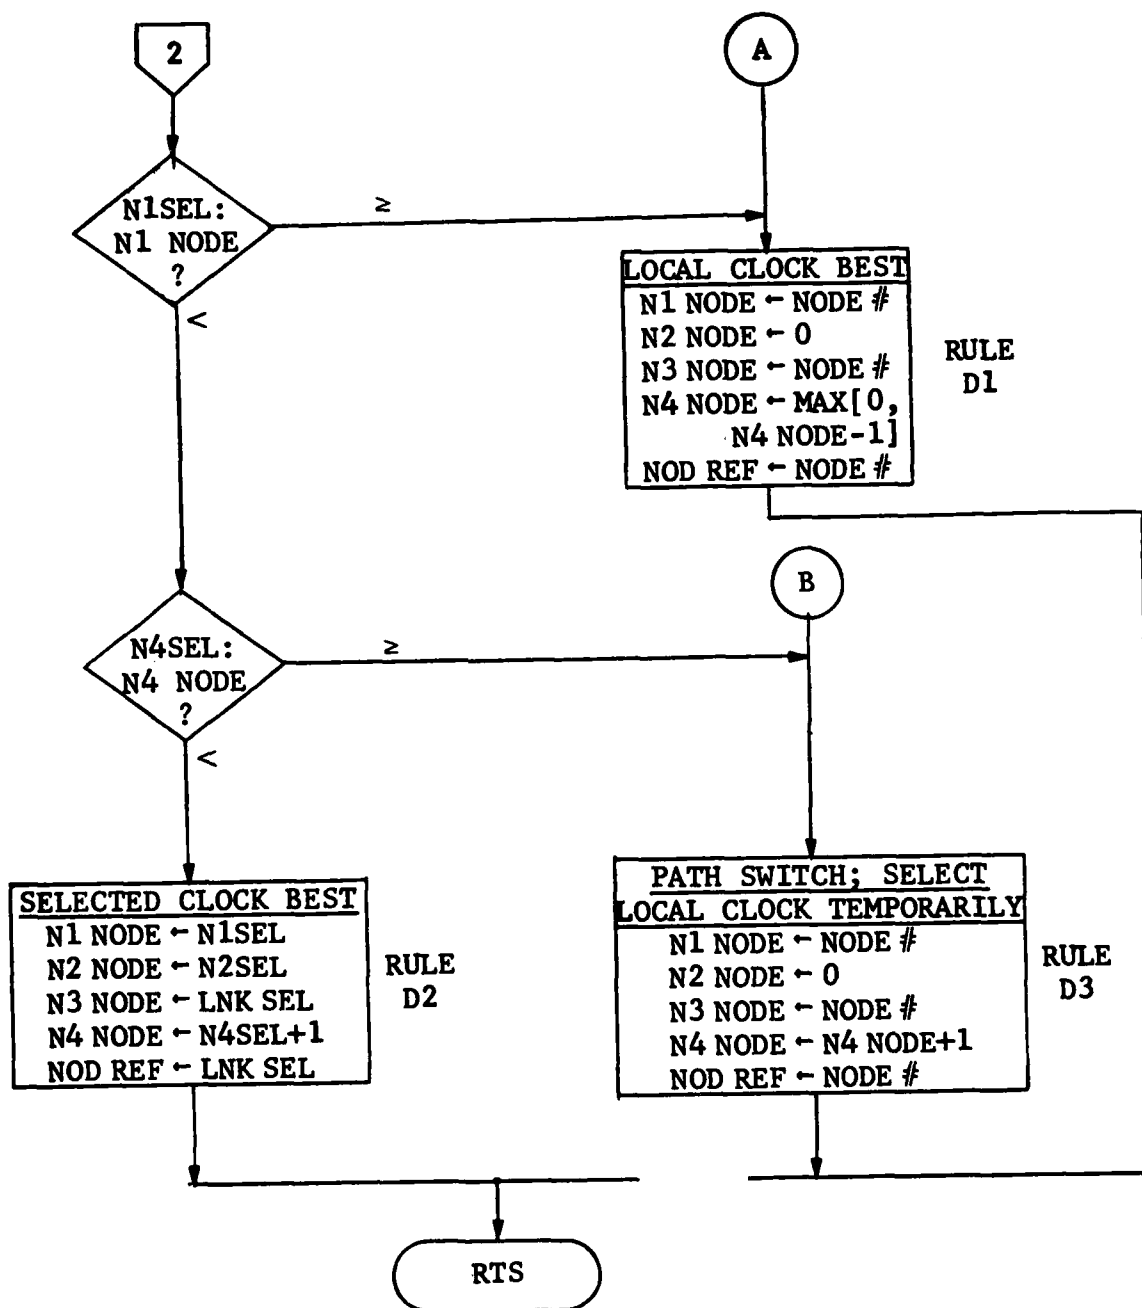 2
A
N1SEL:
N1 NODE
?
≥
<
LOCAL CLOCK BEST
N1 NODE ← NODE #
N2 NODE ← 0
N3 NODE ← NODE #
N4 NODE ← MAX[0,
N4 NODE-1]
NOD REF ← NODE #
RULE
D1
B
N4SEL:
N4 NODE
?
≥
<
SELECTED CLOCK BEST
N1 NODE ← N1SEL
N2 NODE ← N2SEL
N3 NODE ← LNK SEL
N4 NODE ← N4SEL+1
NOD REF ← LNK SEL
RULE
D2
PATH SWITCH; SELECT
LOCAL CLOCK TEMPORARILY
N1 NODE ← NODE #
N2 NODE ← 0
N3 NODE ← NODE #
N4 NODE ← N4 NODE+1
NOD REF ← NODE #
RULE
D3
RTS